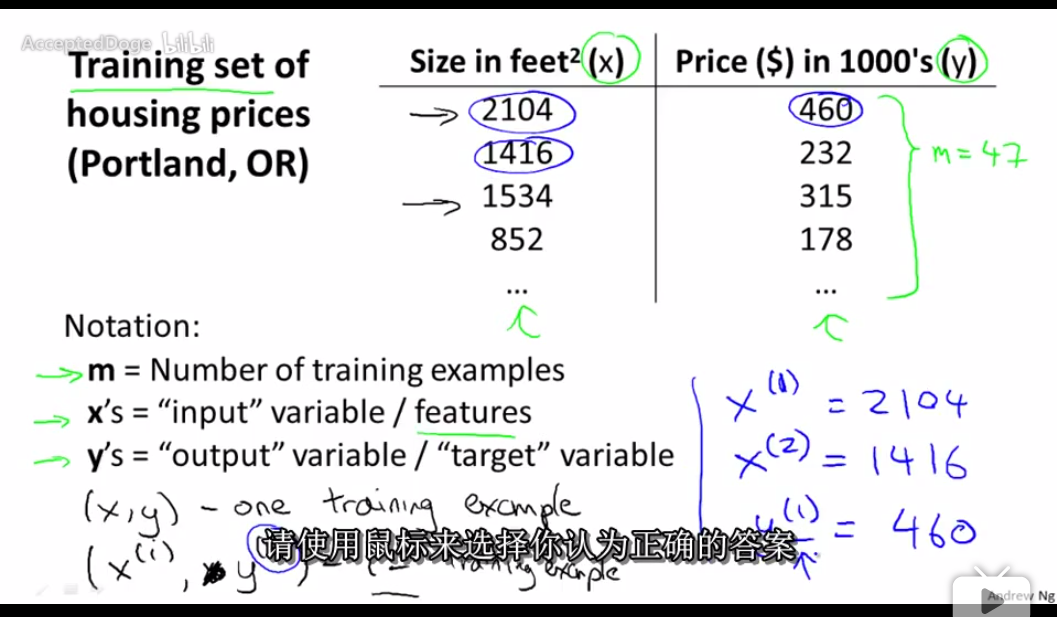 AcceptedDoge bilibili
Training set of
housing prices
(Portland, OR)
Size in feet² (x)
Price ($) in 1000's (y)
2104
460
1416
232
1534
315
852
178
...
...
m = 47
Notation:
m = Number of training examples
x's = “input” variable / features
y's = “output” variable / “target” variable
(x,y) - one training example
(x⁽ⁱ⁾, y
training example
x⁽¹⁾ = 2104
x⁽²⁾ = 1416
y⁽¹⁾ = 460
请使用鼠标来选择你认为正确的答案
Andrew Ng